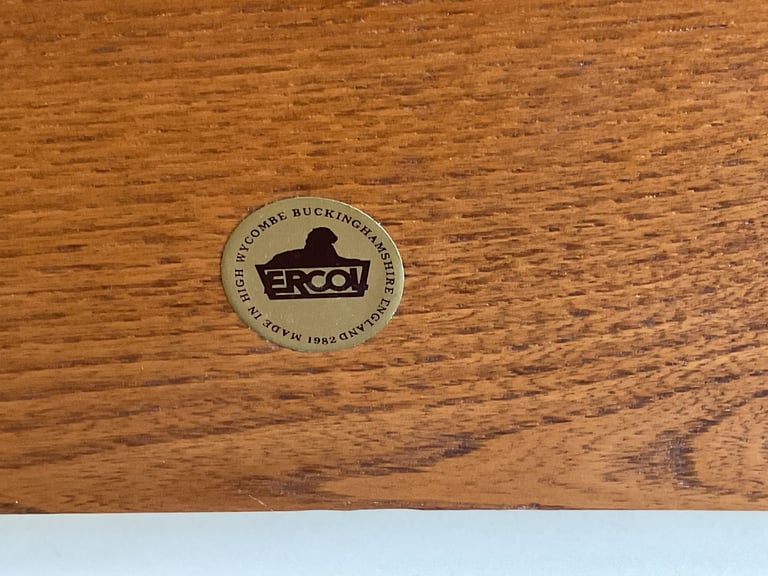 MADE IN HIGH WYCOMBE BUCKINGHAMSHIRE ENGLAND 1982
ERCOL